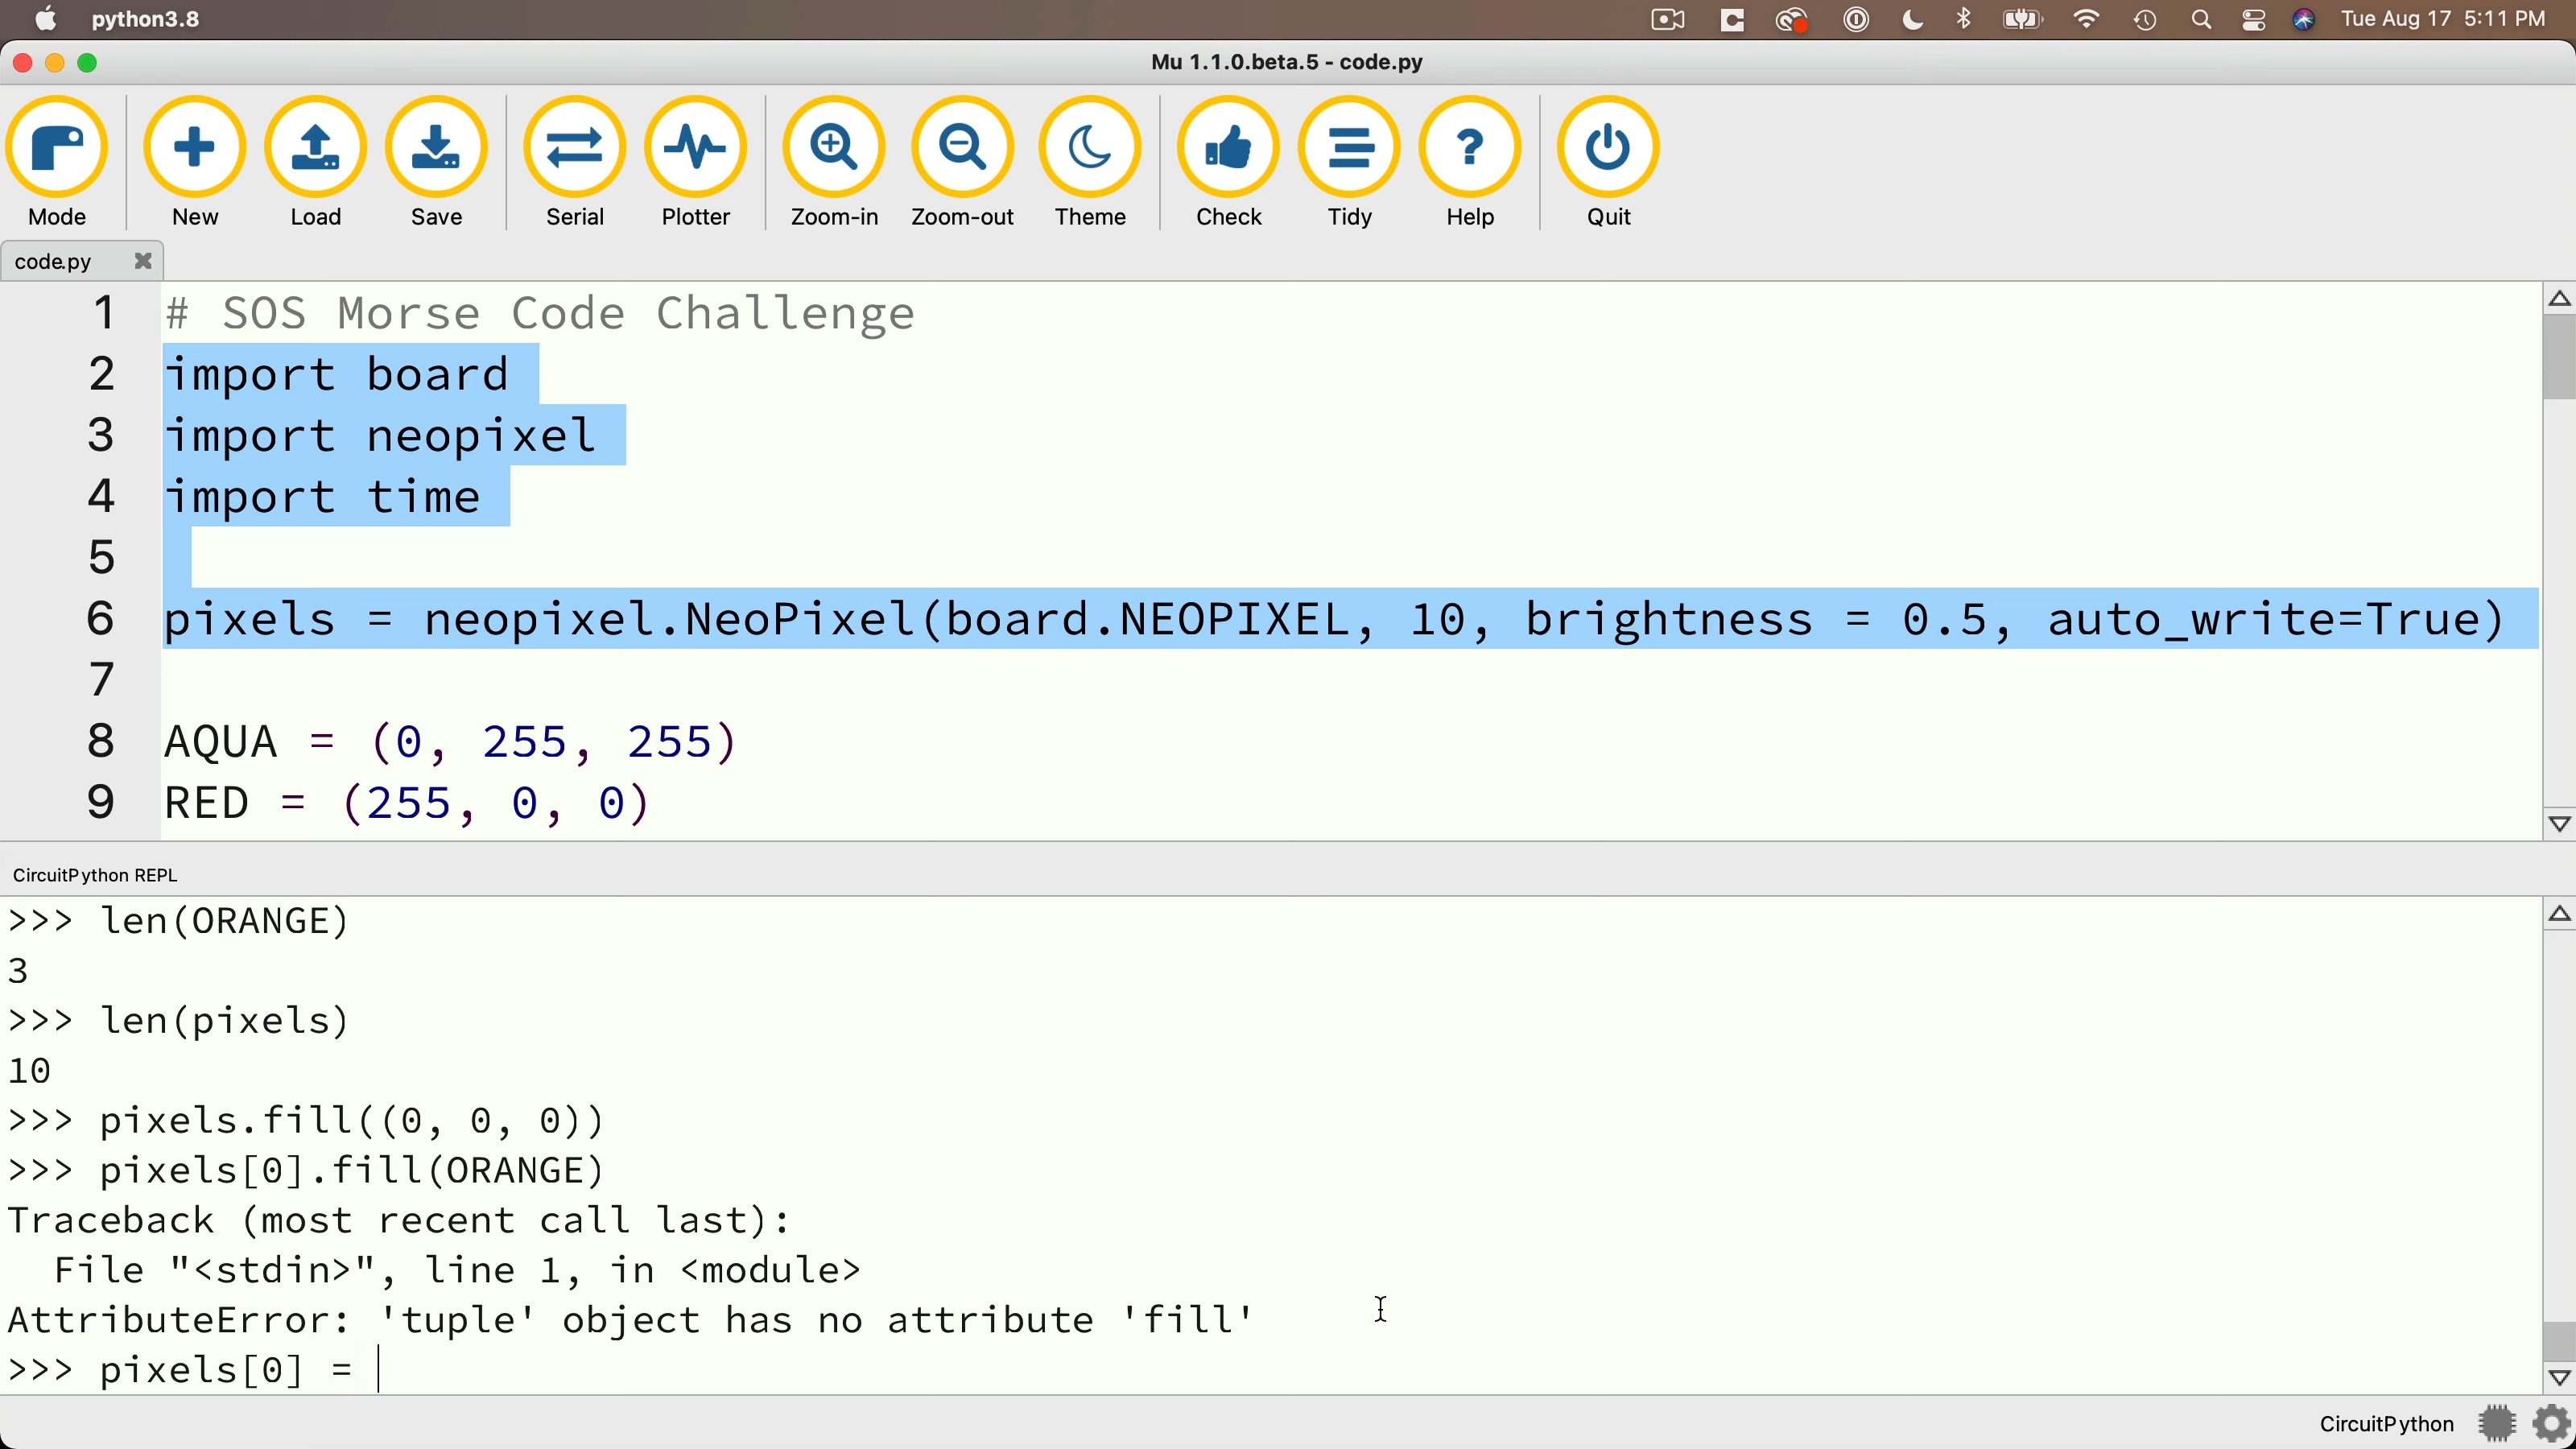 python3.8
Tue Aug 17 5:11 PM
Mu 1.1.0.beta.5 - code.py
Mode New Load Save Serial Plotter Zoom-in Zoom-out Theme Check Tidy Help Quit
code.py
1 # SOS Morse Code Challenge
2 import board
3 import neopixel
4 import time
5
6 pixels = neopixel.NeoPixel(board.NEOPIXEL, 10, brightness = 0.5, auto_write=True)
7
8 AQUA = (0, 255, 255)
9 RED = (255, 0, 0)
CircuitPython REPL
>>> len(ORANGE)
3
>>> len(pixels)
10
>>> pixels.fill((0, 0, 0))
>>> pixels[0].fill(ORANGE)
Traceback (most recent call last):
  File "<stdin>", line 1, in <module>
AttributeError: 'tuple' object has no attribute 'fill'
>>> pixels[0] =
CircuitPython